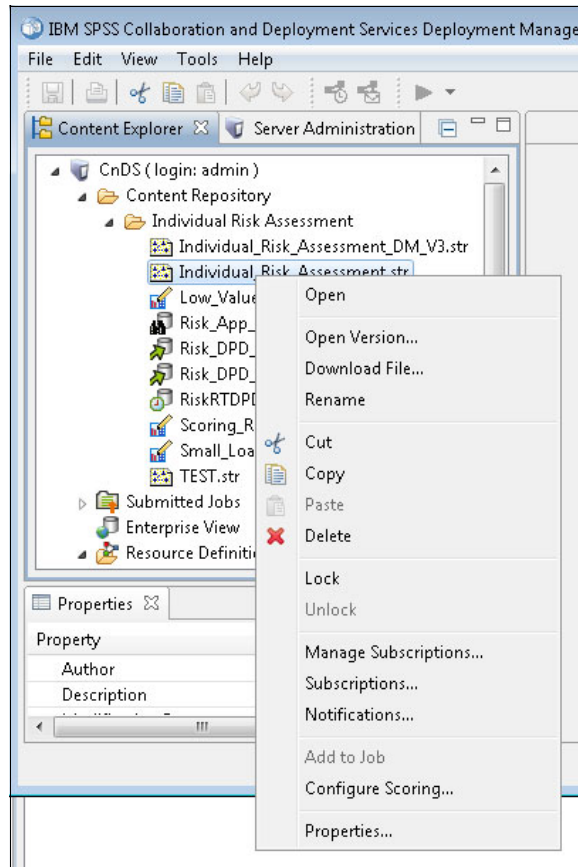 IBM SPSS Collaboration and Deployment Services Deployment Manage
File Edit View Tools Help
Content Explorer Server Administration
CnDS ( login: admin )
Content Repository
Individual Risk Assessment
Individual_Risk_Assessment_DM_V3.str
Individual_Risk_Assessment.str
Low_Value
Risk_App_
Risk_DPD_
Risk_DPD_
RiskRTDPD
Scoring_R
Small_Loa
TEST.str
Submitted Jobs
Enterprise View
Resource Definiti
Open
Open Version...
Download File...
Rename
Cut
Copy
Paste
Delete
Lock
Unlock
Manage Subscriptions...
Subscriptions...
Notifications...
Add to Job
Configure Scoring...
Properties...
Properties
Property
Author
Description